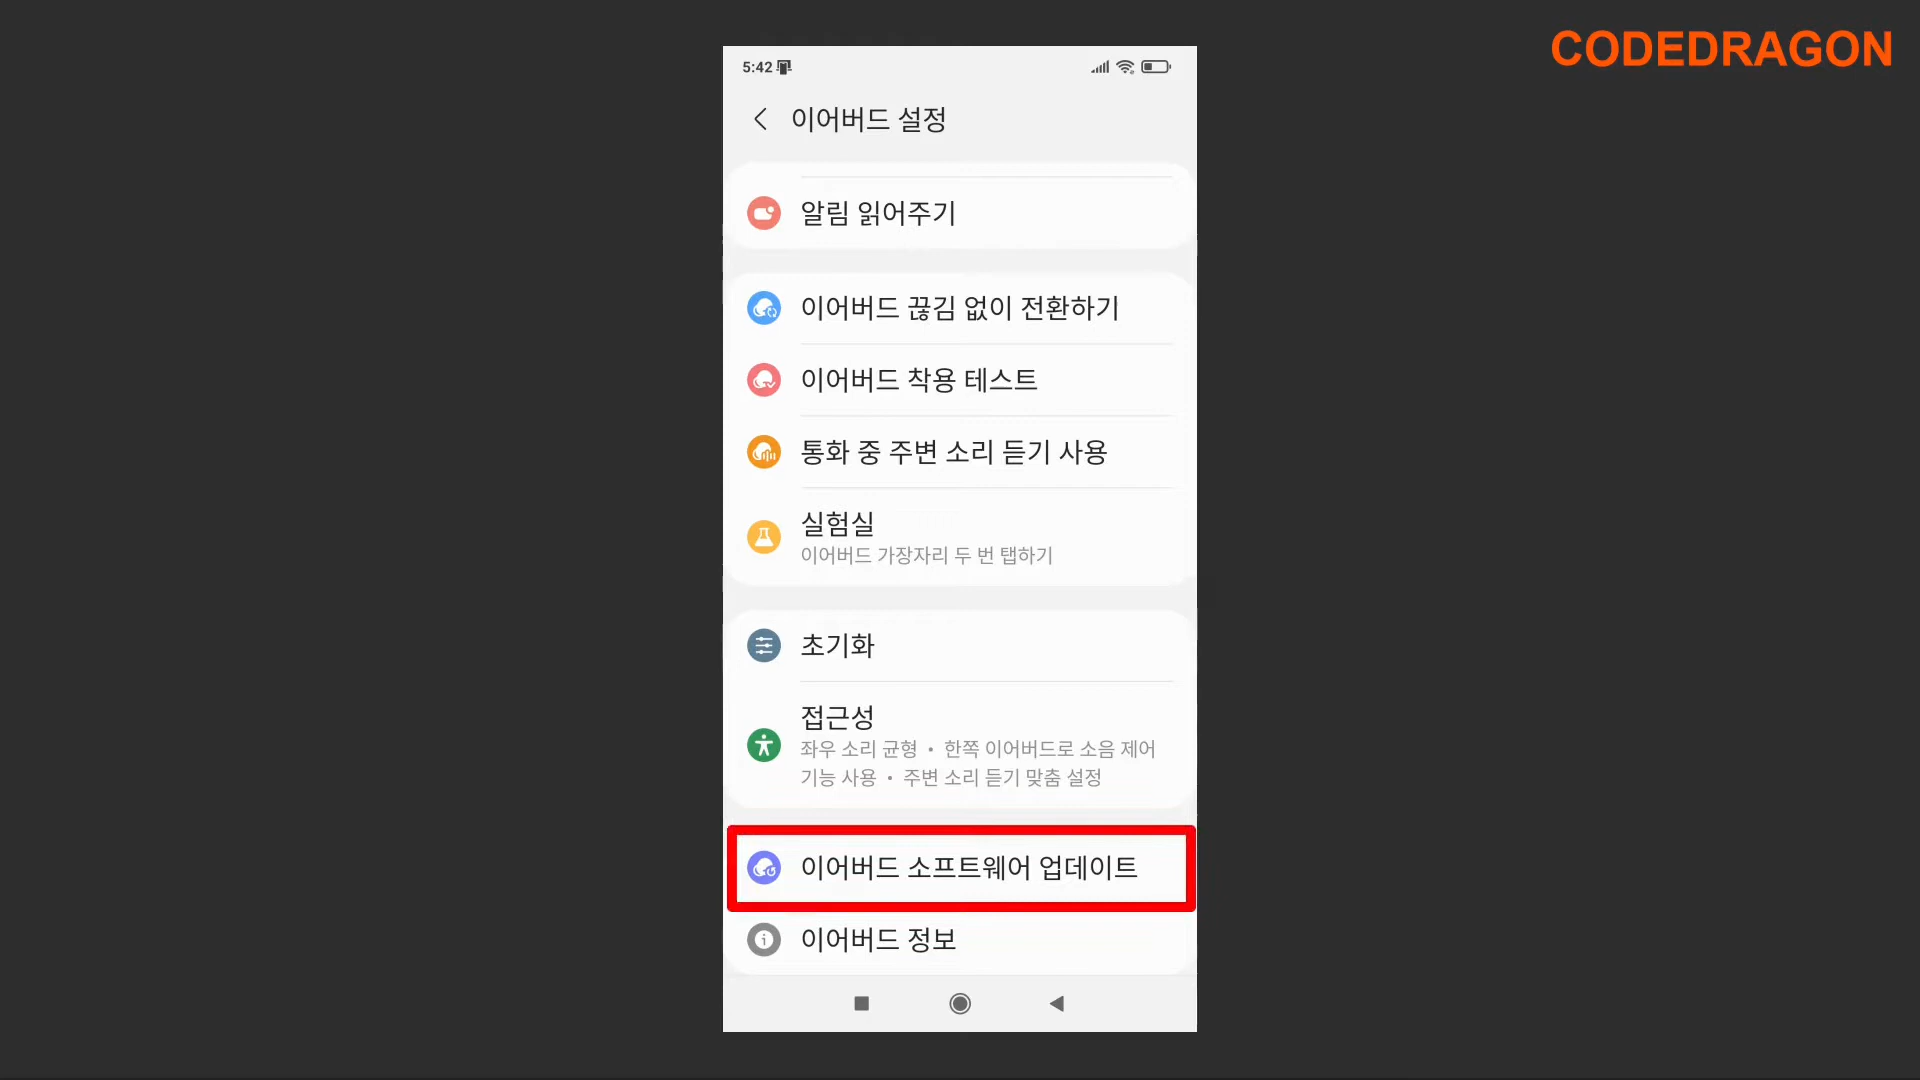 CODEDRAGON
5:42
이어버드 설정
알림 읽어주기
이어버드 끊김 없이 전환하기
이어버드 착용 테스트
통화 중 주변 소리 듣기 사용
실험실
이어버드 가장자리 두 번 탭하기
초기화
접근성
좌우 소리 균형 • 한쪽 이어버드로 소음 제어
기능 사용 • 주변 소리 듣기 맞춤 설정
이어버드 소프트웨어 업데이트
이어버드 정보